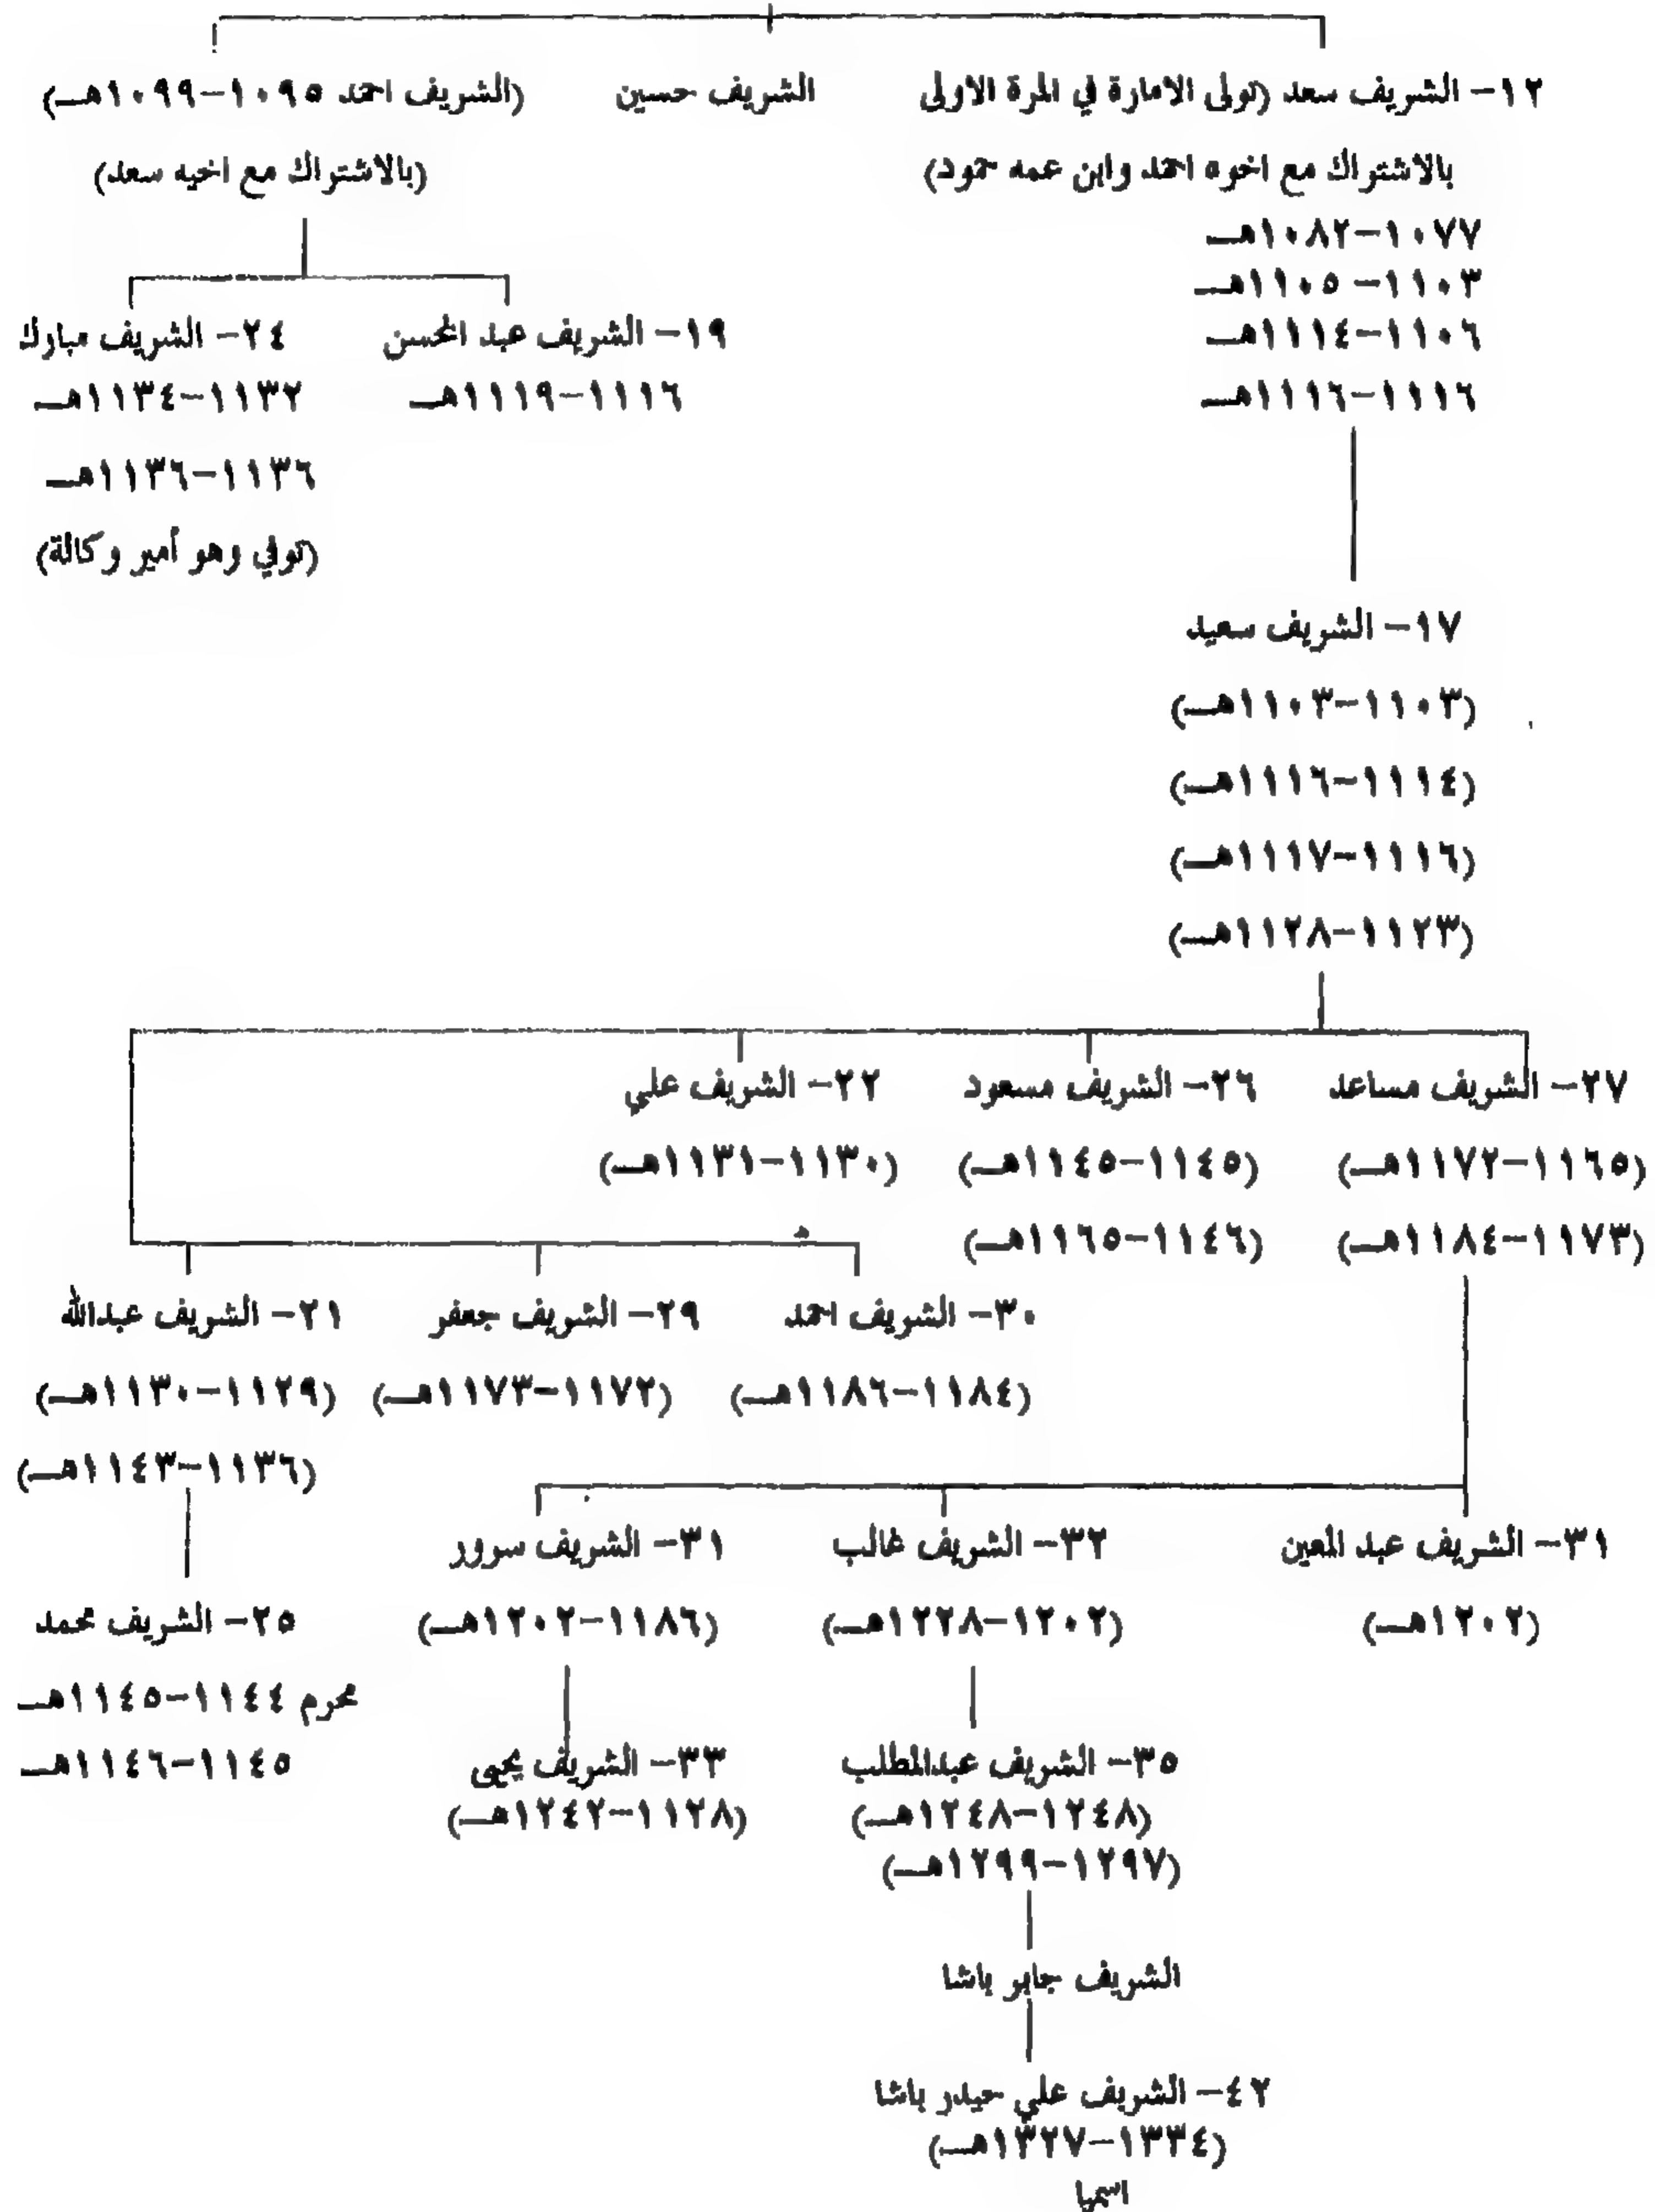 ١٢- الشريف سعد (تولى الامارة في المرة الاولى
بالاشتراك مع اخوه احمد وابن عمه حمود)
١٠٧٧-١٠٨٢هـ
١١٠٣- ١١٠٥هـ
١١٠٦-١١١٤هـ
١١١٦-١١١٦هـ
الشريف حسين
(الشريف احمد ١٠٩٥-١٠٩٩هـ)
(بالاشتراك مع اخيه سعد)
١٩- الشريف عبد المحسن
١١١٦-١١١٩هـ
٢٤- الشريف مبارك
١١٣٢-١١٣٤هـ
١١٣٦-١١٣٦هـ
(توفي وهو أمير وكالة)
١٧- الشريف سعيد
(١١٠٣-١١٠٣هـ)
(١١١٤-١١١٦هـ)
(١١١٦-١١١٧هـ)
(١١٢٣-١١٢٨هـ)
٢٧- الشريف مساعد
(١١٦٥-١١٧٢هـ)
(١١٧٣-١١٨٤هـ)
٢٦- الشريف مسعود
(١١٤٥-١١٤٥هـ)
(١١٤٦-١١٦٥هـ)
٢٢- الشريف علي
(١١٣٠-١١٣١هـ)
٣٠- الشريف احمد
(١١٨٤-١١٨٦هـ)
٢٩- الشريف جعفر
(١١٧٢-١١٧٣هـ)
٢١- الشريف عبدالله
(١١٢٩-١١٣٠هـ)
(١١٣٦-١١٤٣هـ)
٣١- الشريف عبد المعين
(١٢٠٢هـ)
٣٢- الشريف غالب
(١٢٠٢-١٢٢٨هـ)
٣١- الشريف سرور
(١١٨٦-١٢٠٢هـ)
٢٥- الشريف محمد
محرم ١١٤٤-١١٤٥هـ
١١٤٥-١١٤٦هـ
٣٥- الشريف عبدالمطلب
(١٢٤٨-١٢٤٨هـ)
(١٢٩٧-١٢٩٩هـ)
٣٣- الشريف يحيى
(١١٢٨-١٢٤٢هـ)
الشريف جابر باشا
٤٢- الشريف علي حيدر باشا
(١٣٣٤-١٣٢٧هـ)
اسميا